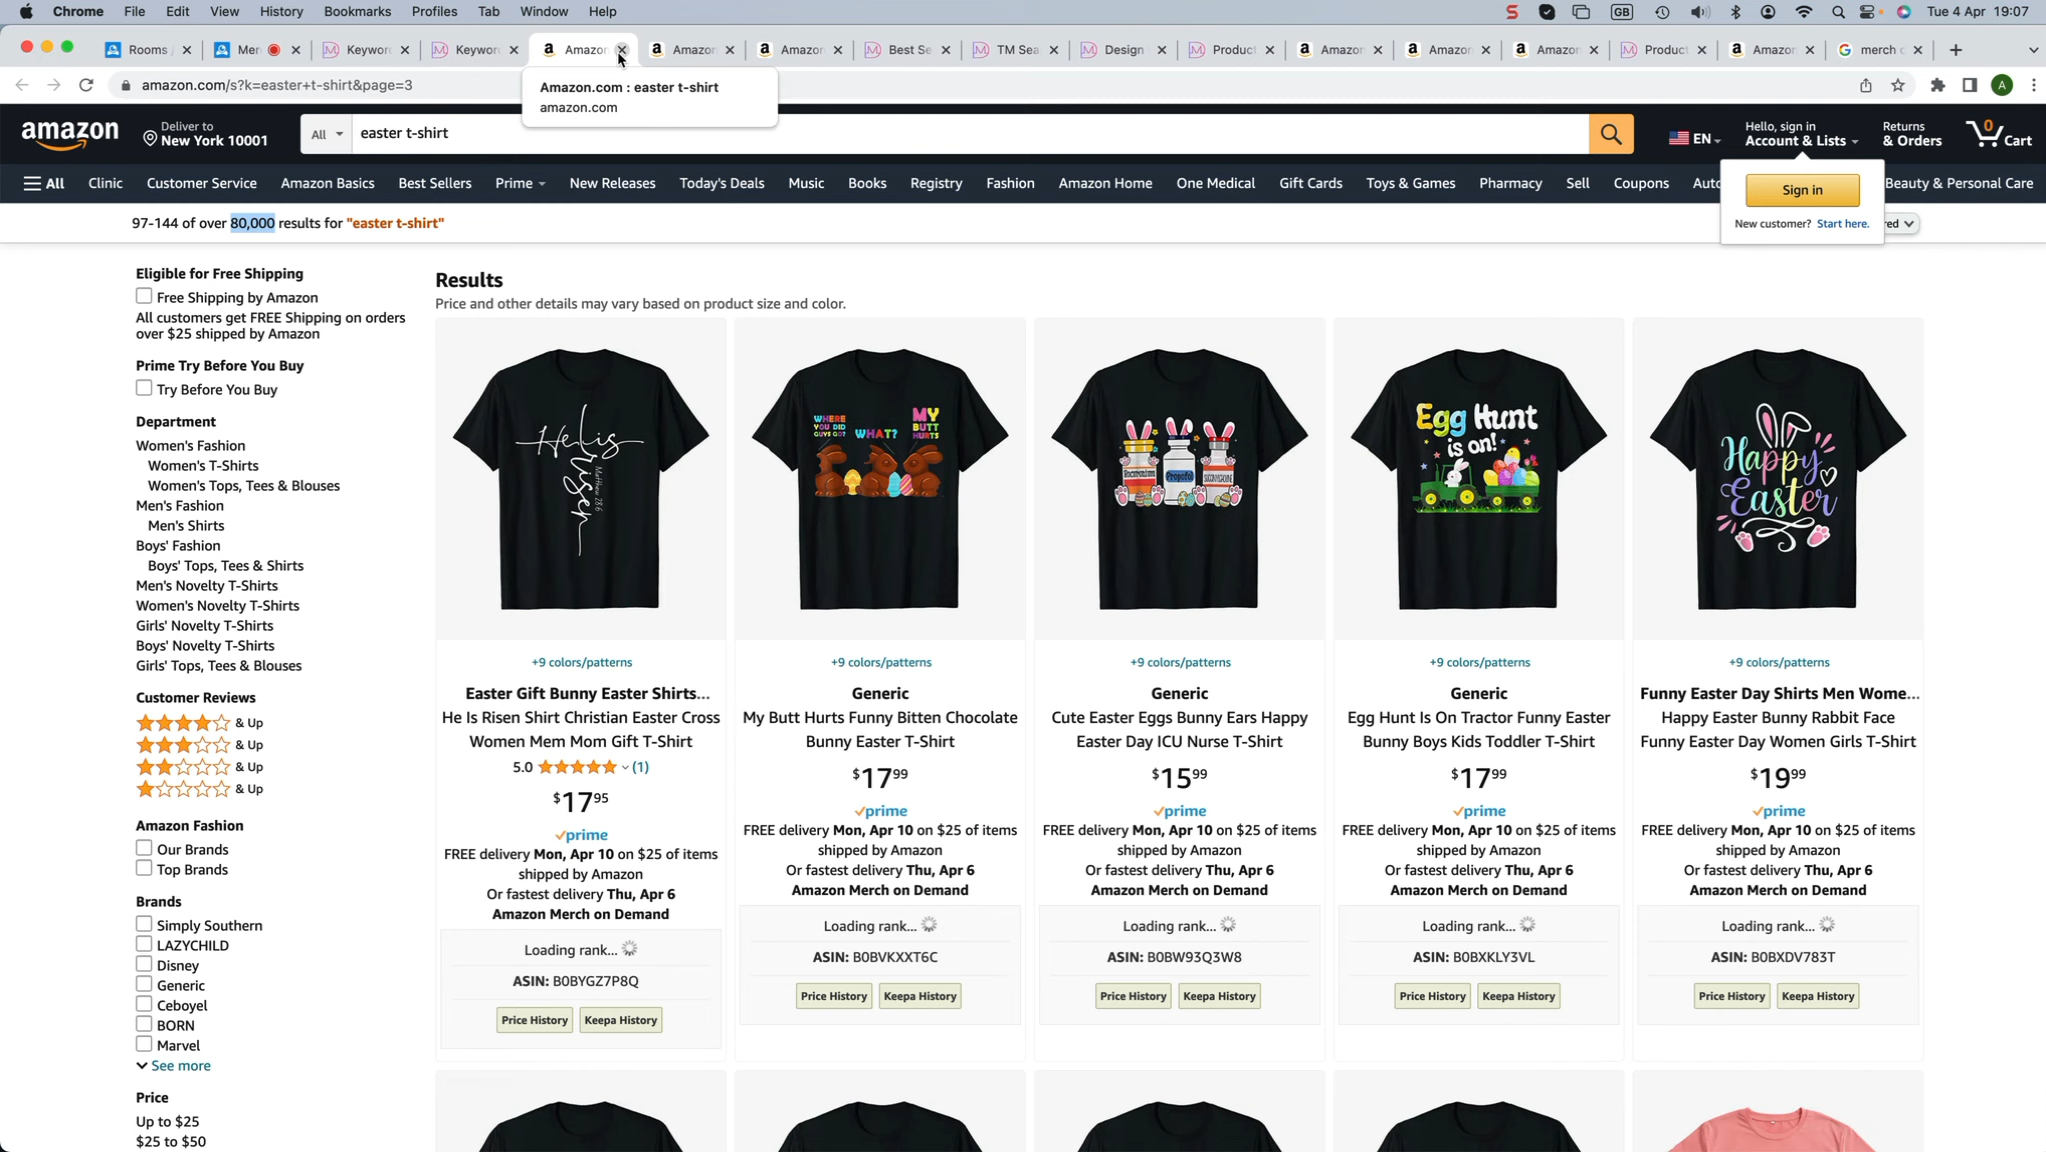 Chrome File Edit View History Bookmarks Profiles Tab Window Help GB Tue 4 Apr 19:07
Rooms / Mer Keywor Keywor Amazon Amazon Amazon Best Se TM Sea Design Product Amazon Amazon Amazon Product Amazon merch c
amazon.com/s?k=easter+t-shirt&page=3 A
Amazon.com : easter t-shirt
amazon.com
amazon Deliver to New York 10001 All easter t-shirt EN Hello, sign in Account & Lists Returns & Orders 0 Cart
All Clinic Customer Service Amazon Basics Best Sellers Prime New Releases Today's Deals Music Books Registry Fashion Amazon Home One Medical Gift Cards Toys & Games Pharmacy Sell Coupons Beauty & Personal Care
Sign in
New customer? Start here.
97-144 of over 80,000 results for "easter t-shirt"
Eligible for Free Shipping
Free Shipping by Amazon
All customers get FREE Shipping on orders
over $25 shipped by Amazon
Prime Try Before You Buy
Try Before You Buy
Department
Women's Fashion
Women's T-Shirts
Women's Tops, Tees & Blouses
Men's Fashion
Men's Shirts
Boys' Fashion
Boys' Tops, Tees & Shirts
Men's Novelty T-Shirts
Women's Novelty T-Shirts
Girls' Novelty T-Shirts
Boys' Novelty T-Shirts
Girls' Tops, Tees & Blouses
Customer Reviews
& Up
& Up
& Up
& Up
Amazon Fashion
Our Brands
Top Brands
Brands
Simply Southern
LAZYCHILD
Disney
Generic
Ceboyel
BORN
Marvel
See more
Price
Up to $25
$25 to $50
Results
Price and other details may vary based on product size and color.
He is
risen
Matthew 28:6
+9 colors/patterns
Easter Gift Bunny Easter Shirts...
He Is Risen Shirt Christian Easter Cross
Women Mem Mom Gift T-Shirt
5.0 (1)
$17.95
prime
FREE delivery Mon, Apr 10 on $25 of items
shipped by Amazon
Or fastest delivery Thu, Apr 6
Amazon Merch on Demand
Loading rank...
ASIN: B0BYGZ7P8Q
Price History Keepa History
WHERE YOU DID GUYS GO? WHAT? MY BUTT HURTS
+9 colors/patterns
Generic
My Butt Hurts Funny Bitten Chocolate
Bunny Easter T-Shirt
$17.99
prime
FREE delivery Mon, Apr 10 on $25 of items
shipped by Amazon
Or fastest delivery Thu, Apr 6
Amazon Merch on Demand
Loading rank...
ASIN: B0BVKXXT6C
Price History Keepa History
+9 colors/patterns
Generic
Cute Easter Eggs Bunny Ears Happy
Easter Day ICU Nurse T-Shirt
$15.99
prime
FREE delivery Mon, Apr 10 on $25 of items
shipped by Amazon
Or fastest delivery Thu, Apr 6
Amazon Merch on Demand
Loading rank...
ASIN: B0BW93Q3W8
Price History Keepa History
Egg Hunt
is on!
+9 colors/patterns
Generic
Egg Hunt Is On Tractor Funny Easter
Bunny Boys Kids Toddler T-Shirt
$17.99
prime
FREE delivery Mon, Apr 10 on $25 of items
shipped by Amazon
Or fastest delivery Thu, Apr 6
Amazon Merch on Demand
Loading rank...
ASIN: B0BXKLY3VL
Price History Keepa History
Happy
Easter
+9 colors/patterns
Funny Easter Day Shirts Men Wome...
Happy Easter Bunny Rabbit Face
Funny Easter Day Women Girls T-Shirt
$19.99
prime
FREE delivery Mon, Apr 10 on $25 of items
shipped by Amazon
Or fastest delivery Thu, Apr 6
Amazon Merch on Demand
Loading rank...
ASIN: B0BXDV783T
Price History Keepa History